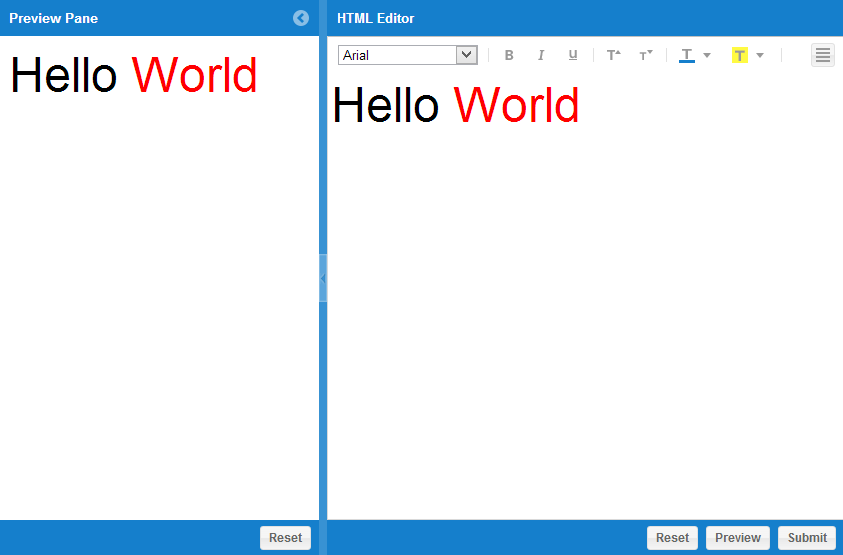 Preview Pane
Hello World
Reset
HTML Editor
Arial B I U T T T T
Hello World
Reset Preview Submit